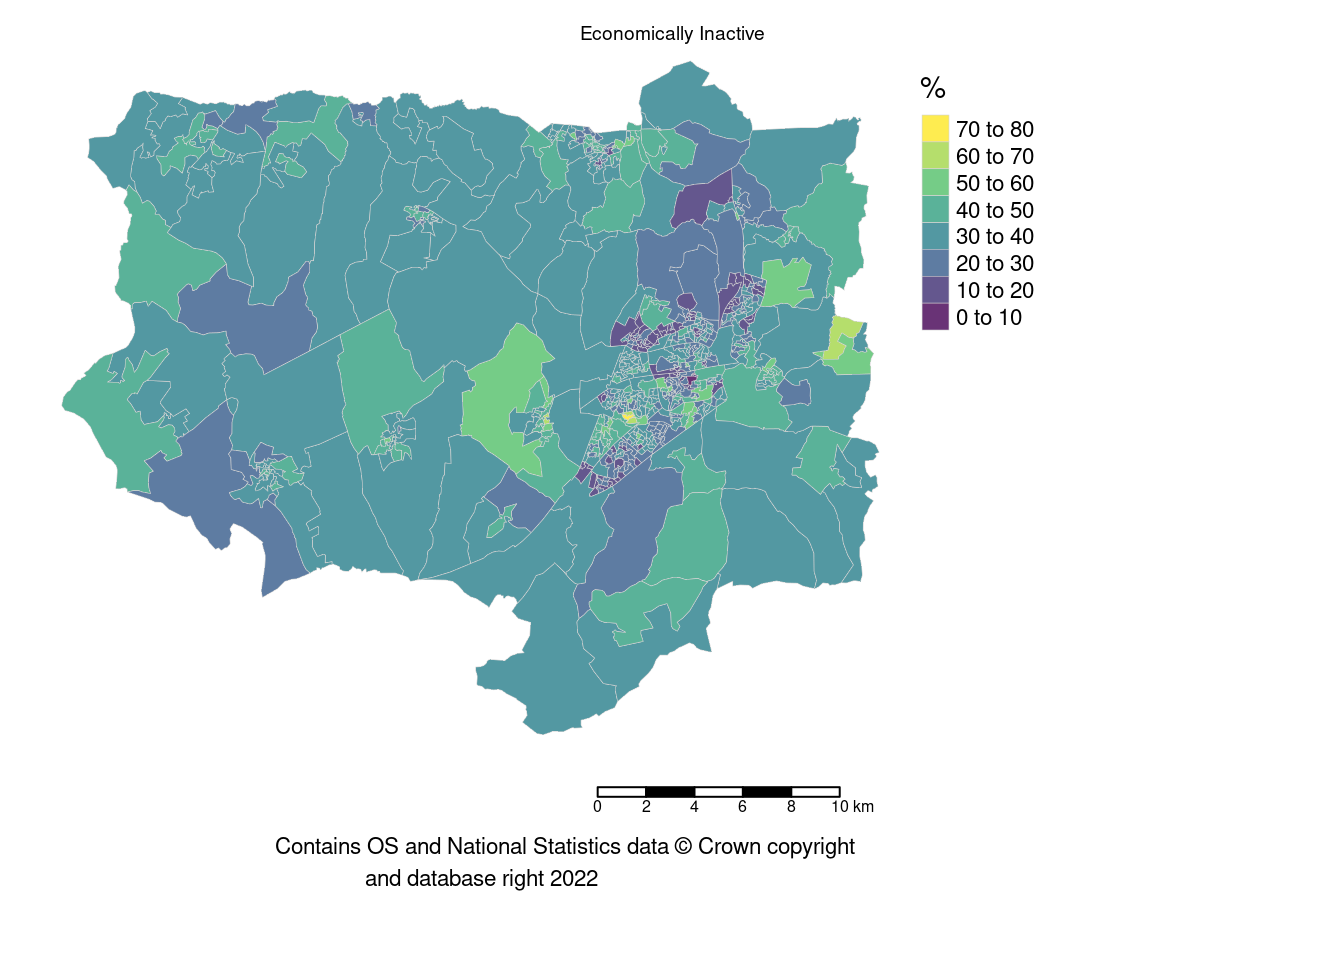 Economically Inactive
%
70 to 80
60 to 70
50 to 60
40 to 50
30 to 40
20 to 30
10 to 20
0 to 10
0 2 4 6 8 10 km
Contains OS and National Statistics data © Crown copyright
and database right 2022